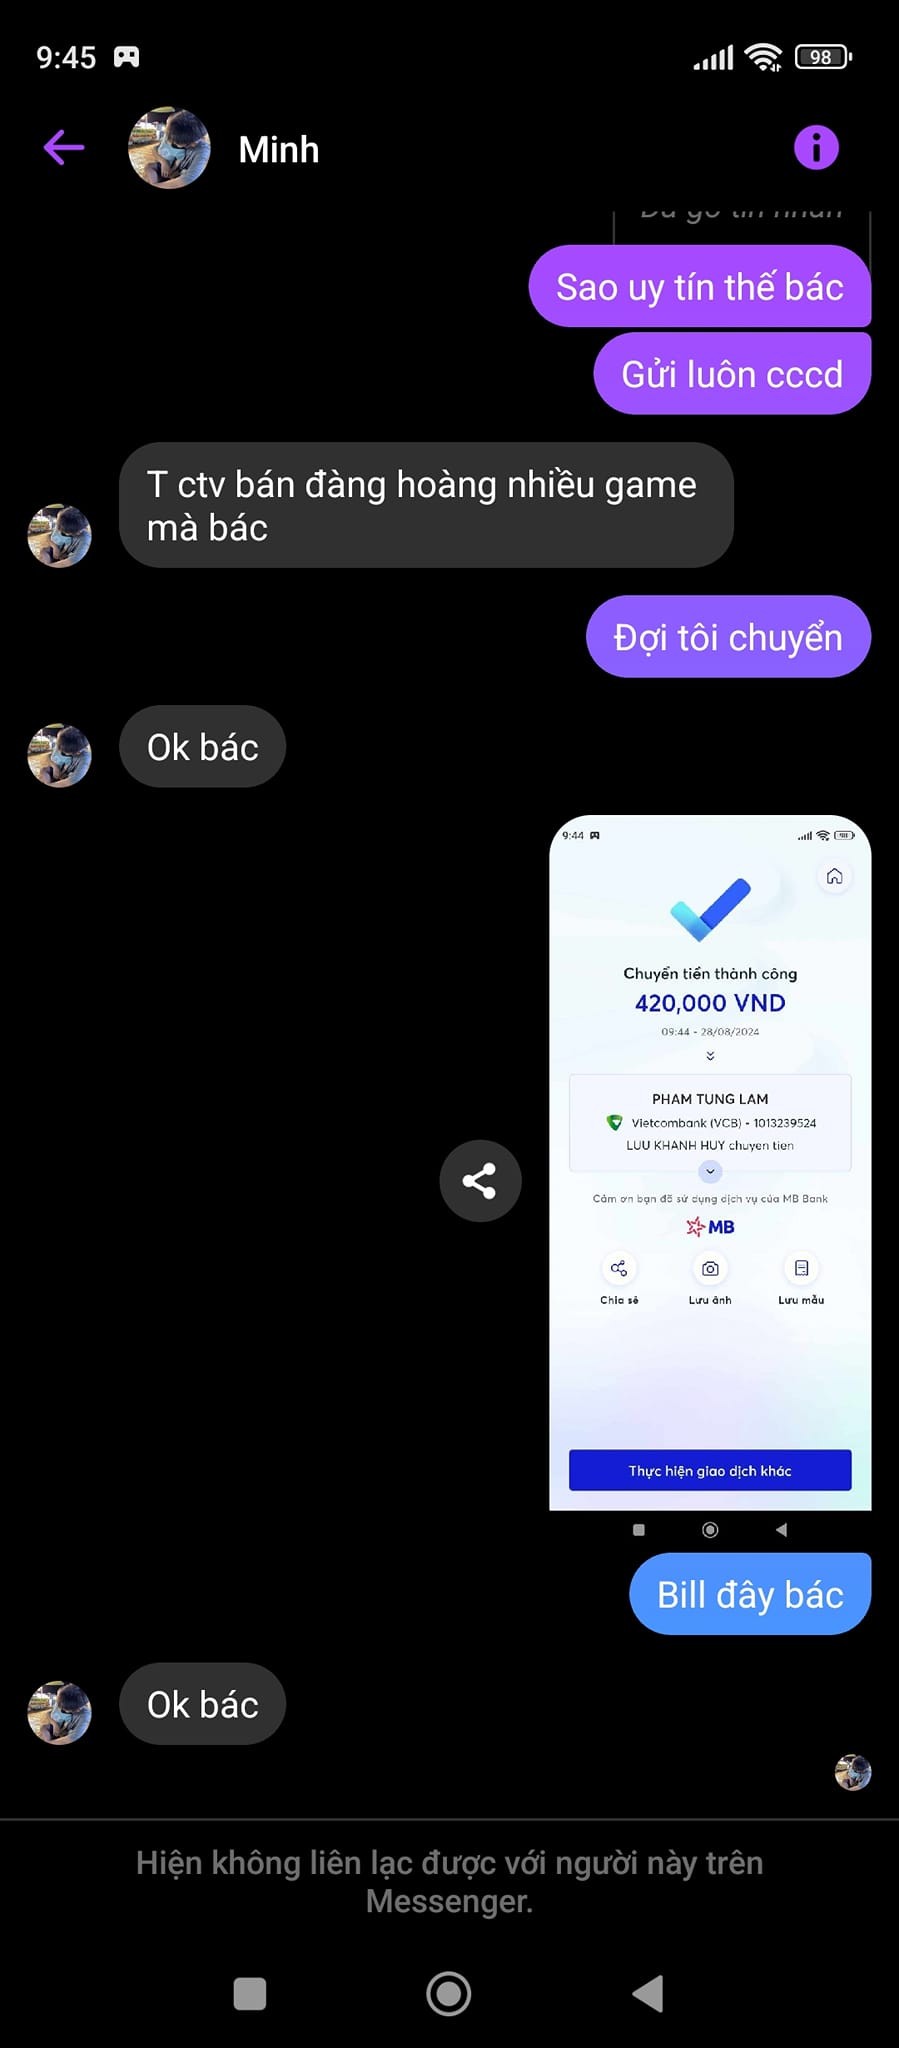 9:45
98
Minh
Sao uy tín thế bác
Gửi luôn cccd
T ctv bán đàng hoàng nhiều game
mà bác
Đợi tôi chuyển
Ok bác
9:44
Chuyển tiền thành công
420,000 VND
09:44 - 28/08/2024
PHAM TUNG LAM
Vietcombank (VCB) - 1013239524
LUU KHANH HUY chuyen tien
Cảm ơn bạn đã sử dụng dịch vụ của MB Bank
MB
Chia sẻ
Lưu ảnh
Lưu mẫu
Thực hiện giao dịch khác
Bill đây bác
Ok bác
Hiện không liên lạc được với người này trên
Messenger.